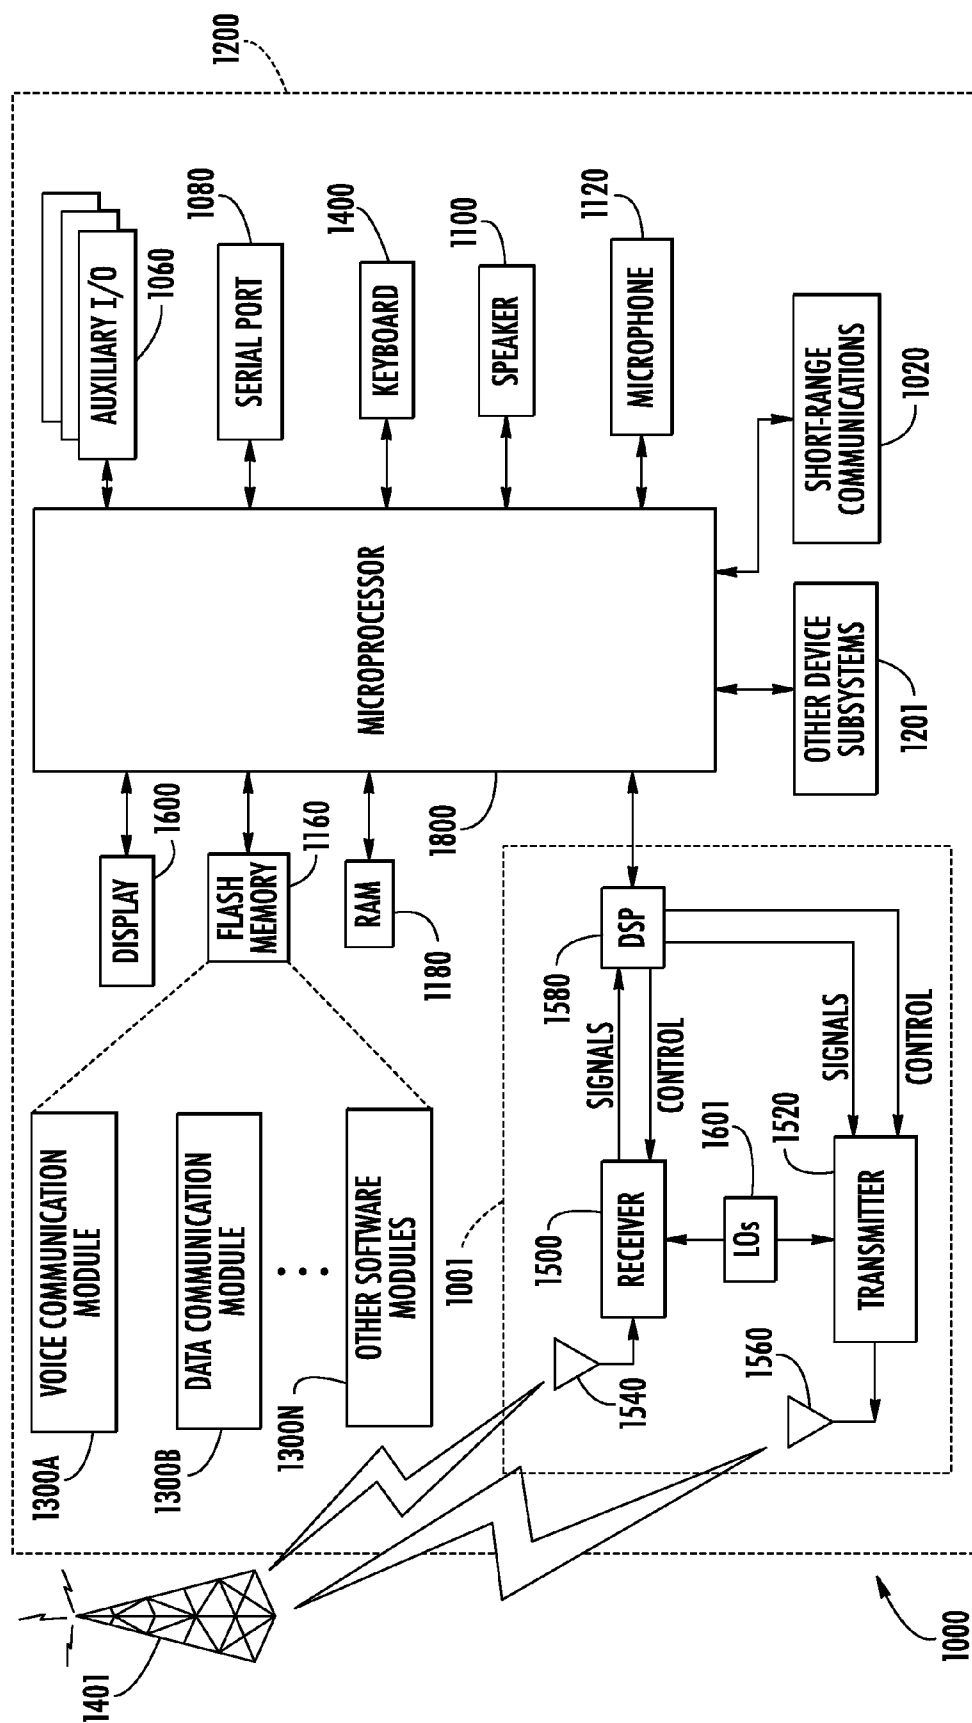 1200
AUXILIARY I/O
1060
SERIAL PORT
1080
KEYBOARD
1400
SPEAKER
1100
MICROPHONE
1120
SHORT-RANGE
COMMUNICATIONS
1020
OTHER DEVICE
SUBSYSTEMS
1201
MICROPROCESSOR
1800
DISPLAY
1600
FLASH
MEMORY
1160
RAM
1180
VOICE COMMUNICATION
MODULE
1300A
DATA COMMUNICATION
MODULE
1300B
OTHER SOFTWARE
MODULES
1300N
1001
DSP
1580
SIGNALS
CONTROL
SIGNALS
CONTROL
RECEIVER
1500
LOs
1601
TRANSMITTER
1520
1540
1560
1401
1000